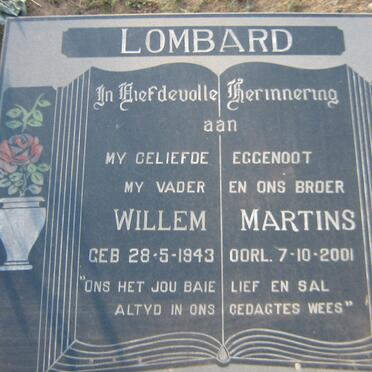 LOMBARD
In Liefdevolle Herinnering
aan
MY GELIEFDE EGGENOOT
MY VADER EN ONS BROER
WILLEM MARTINS
GEB 28-5-1943 OORL. 7-10-2001
"ONS HET JOU BAIE LIEF EN SAL
ALTYD IN ONS GEDAGTES WEES"